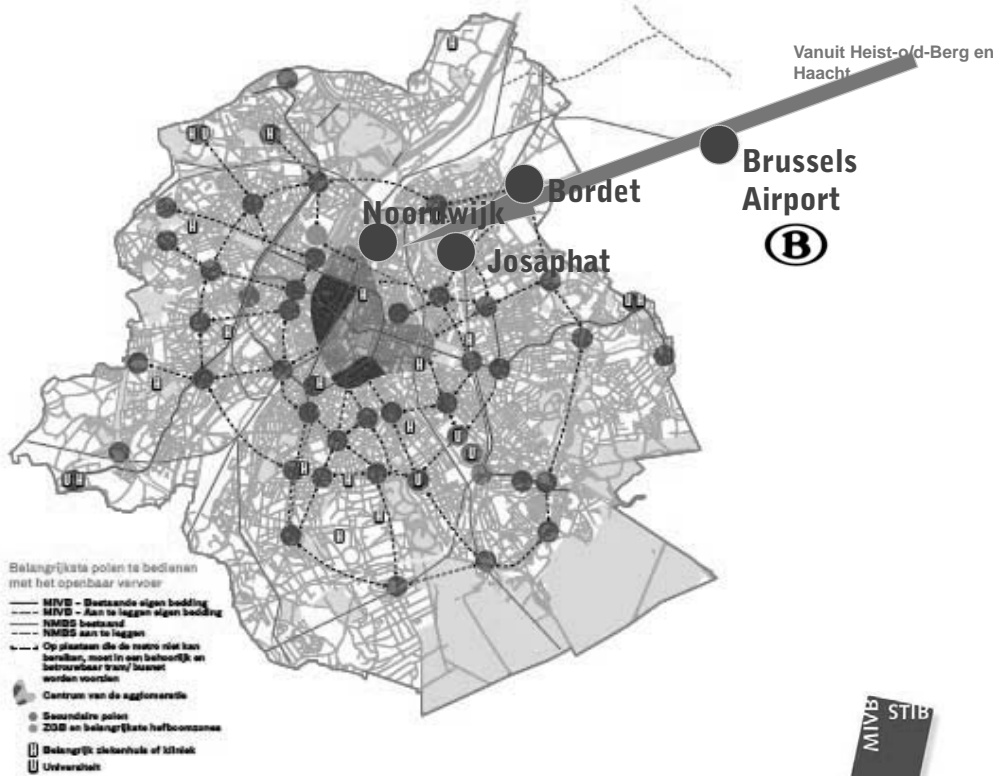 Vanuit Heist-o/d-Berg en
Haacht
Brussels
Airport
B
Bordet
Noordwijk
Josaphat
Belangrijkste polen te bedienen
met het openbaar vervoer
MIVB – Bestaande eigen bedding
MIVB – Aan te leggen eigen bedding
NMBS bestaand
NMBS aan te leggen
Op plaatsen die de metro niet kan
bereiken, moet in een behoorlijk en
betrouwbaar tram/ busnet
worden voorzien
Centrum van de agglomeratie
Secundaire polen
ZGB en belangrijkste hefboomzones
H Belangrijk ziekenhuis of kliniek
U Universiteit
MIVB STIB